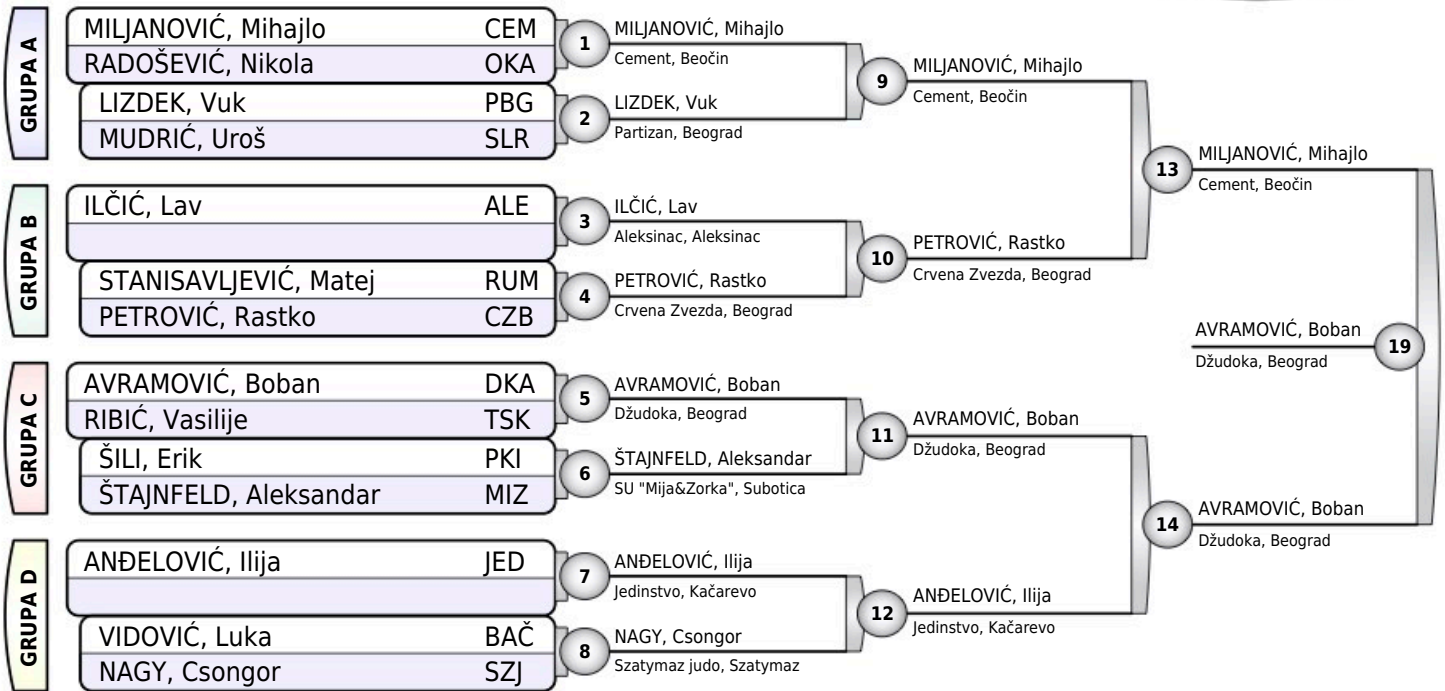 GRUPA A
MILJANOVIĆ, Mihajlo CEM
RADOŠEVIĆ, Nikola OKA
LIZDEK, Vuk PBG
MUDRIĆ, Uroš SLR
GRUPA B
ILČIĆ, Lav ALE
STANISAVLJEVIĆ, Matej RUM
PETROVIĆ, Rastko CZB
GRUPA C
AVRAMOVIĆ, Boban DKA
RIBIĆ, Vasilije TSK
ŠILI, Erik PKI
ŠTAJNFELD, Aleksandar MIZ
GRUPA D
ANĐELOVIĆ, Ilija JED
VIDOVIĆ, Luka BAČ
NAGY, Csongor SZJ
1
MILJANOVIĆ, Mihajlo
Cement, Beočin
2
LIZDEK, Vuk
Partizan, Beograd
3
ILČIĆ, Lav
Aleksinac, Aleksinac
4
PETROVIĆ, Rastko
Crvena Zvezda, Beograd
5
AVRAMOVIĆ, Boban
Džudoka, Beograd
6
ŠTAJNFELD, Aleksandar
SU "Mija&Zorka", Subotica
7
ANĐELOVIĆ, Ilija
Jedinstvo, Kačarevo
8
NAGY, Csongor
Szatymaz judo, Szatymaz
9
MILJANOVIĆ, Mihajlo
Cement, Beočin
10
PETROVIĆ, Rastko
Crvena Zvezda, Beograd
11
AVRAMOVIĆ, Boban
Džudoka, Beograd
12
ANĐELOVIĆ, Ilija
Jedinstvo, Kačarevo
13
MILJANOVIĆ, Mihajlo
Cement, Beočin
14
AVRAMOVIĆ, Boban
Džudoka, Beograd
AVRAMOVIĆ, Boban
Džudoka, Beograd
19